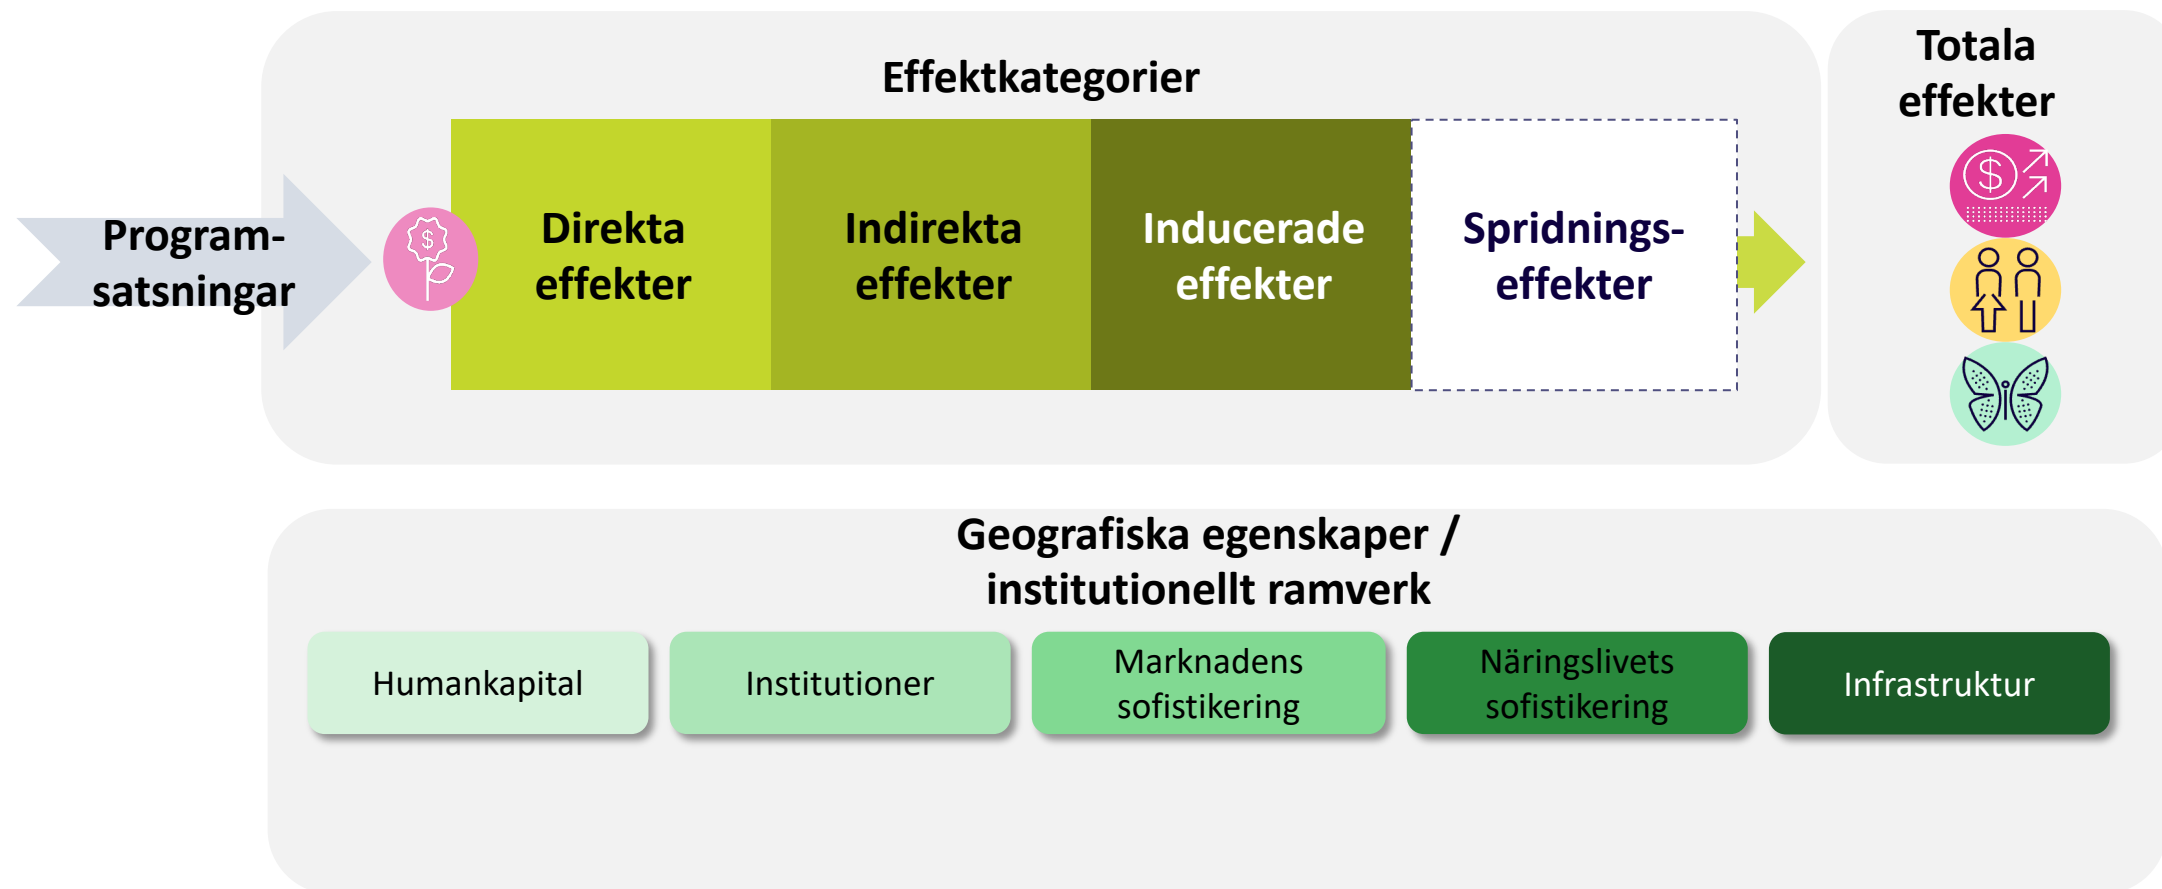 Effektkategorier
Totala
effekter
Program-
satsningar
$
Direkta
effekter
Indirekta
effekter
Inducerade
effekter
Spridnings-
effekter
$
Geografiska egenskaper /
institutionellt ramverk
Humankapital
Institutioner
Marknadens
sofistikering
Näringslivets
sofistikering
Infrastruktur